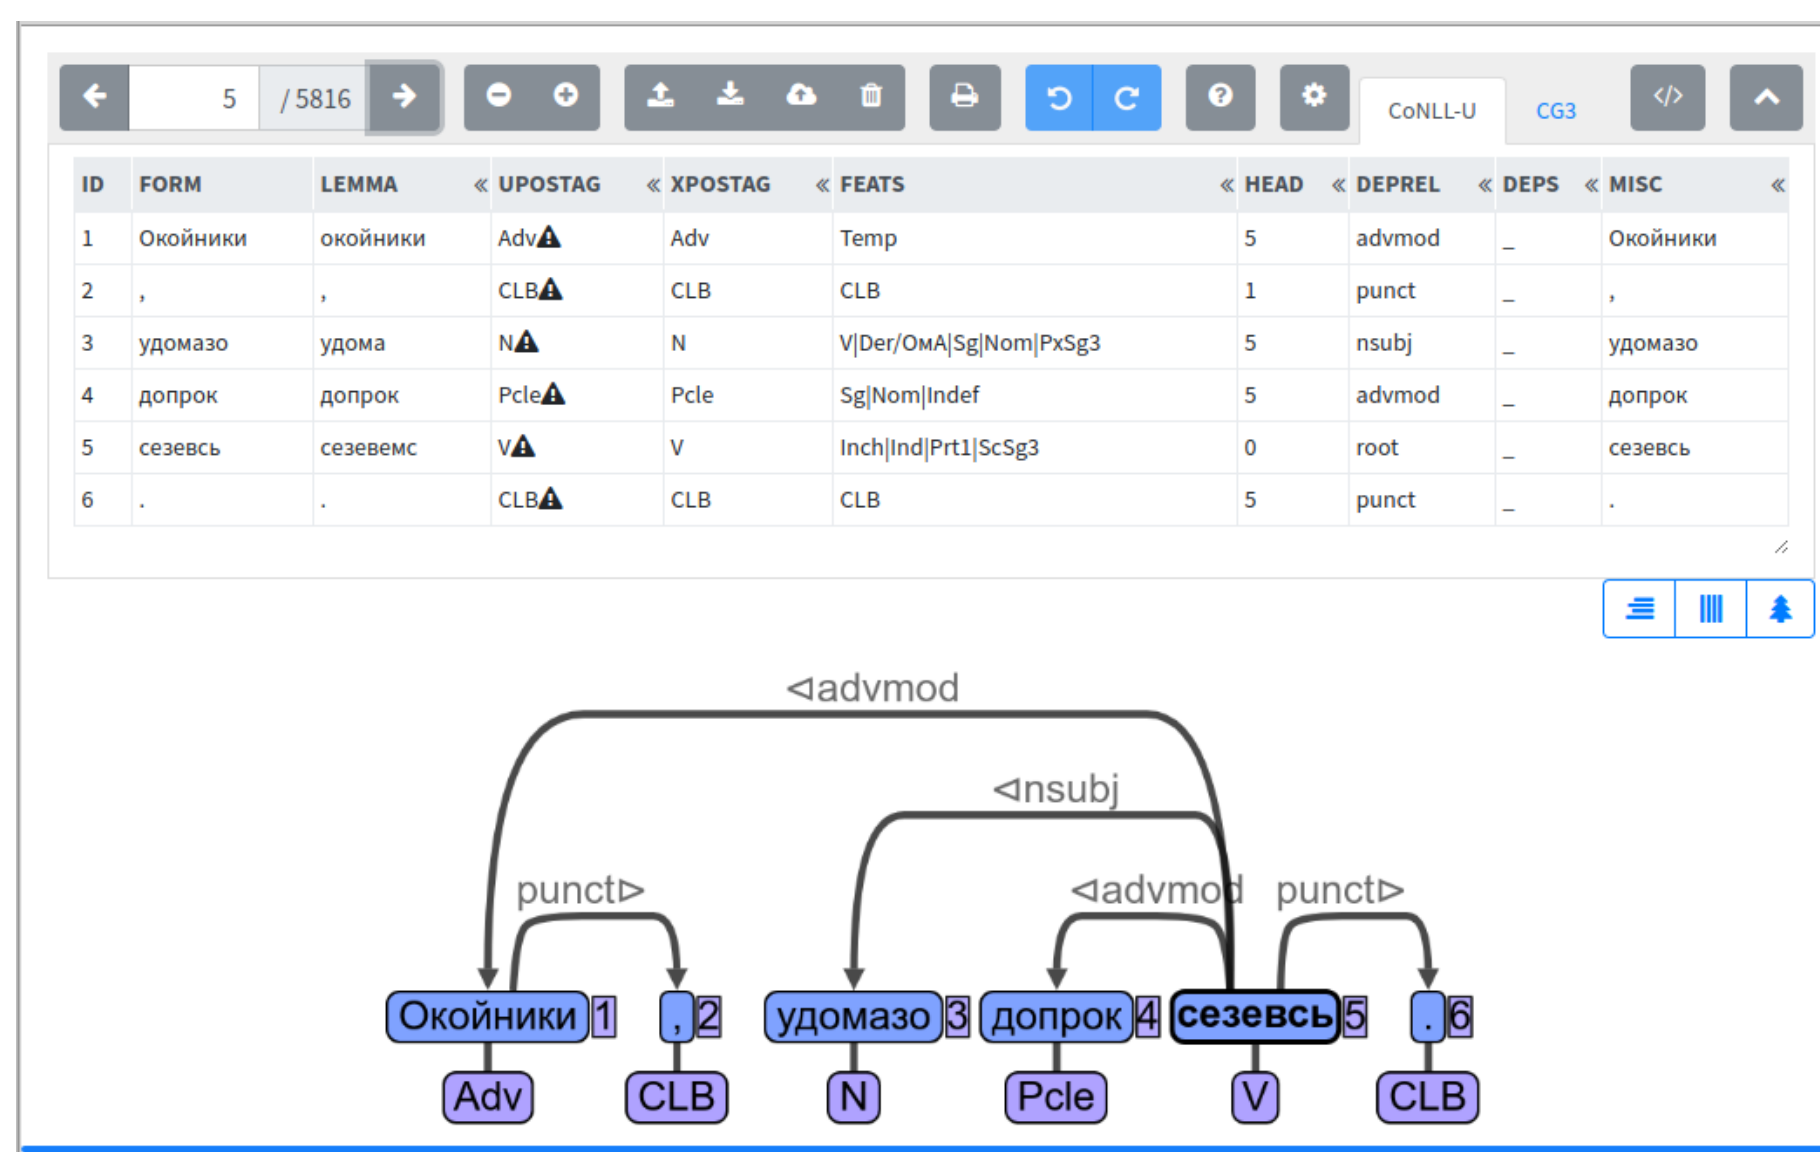 5 / 5816 CoNLL-U CG3 </>
ID FORM LEMMA « UPOSTAG « XPOSTAG « FEATS « HEAD « DEPREL « DEPS « MISC «
1 Окойники окойники Adv Adv Temp 5 advmod _ Окойники
2 , , CLB CLB CLB 1 punct _ ,
3 удомазо удома N N V|Der/ОмА|Sg|Nom|PxSg3 5 nsubj _ удомазо
4 допрок допрок Pcle Pcle Sg|Nom|Indef 5 advmod _ допрок
5 сезевсь сезевемс V V Inch|Ind|Prt1|ScSg3 0 root _ сезевсь
6 . . CLB CLB CLB 5 punct _ .
⊲advmod
⊲nsubj
punct⊳ ⊲advmod punct⊳
Окойники 1 , 2 удомазо 3 допрок 4 сезевсь 5 . 6
Adv CLB N Pcle V CLB